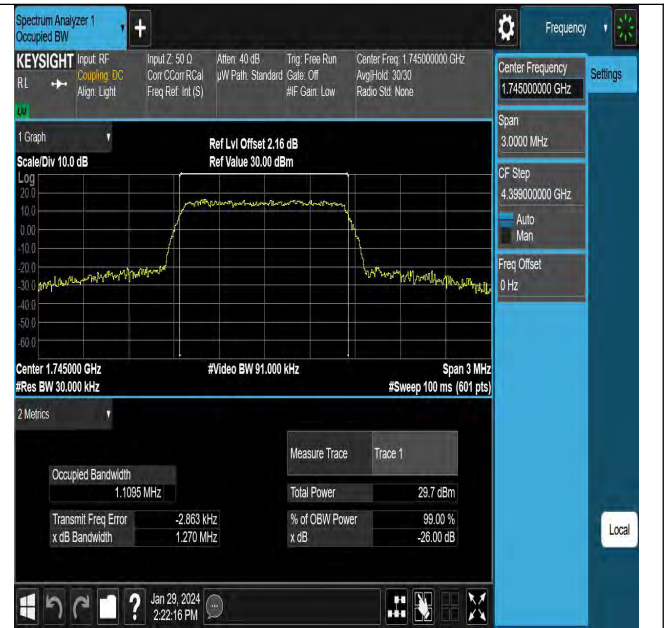 Spectrum Analyzer 1
Occupied BW
+
Frequency
KEYSIGHT
RL
Input: RF
Coupling: DC
Align: Light
Input Z: 50 Ω
Corr CCorr RCal
Freq Ref: Int (S)
Atten: 40 dB
µW Path: Standard
Trig: Free Run
Gate: Off
#IF Gain: Low
Center Freq: 1.745000000 GHz
Avg|Hold: 30/30
Radio Std: None
LXI
Center Frequency
1.745000000 GHz
Settings
Span
3.0000 MHz
CF Step
4.399000000 GHz
Auto
Man
Freq Offset
0 Hz
1 Graph
Scale/Div 10.0 dB
Ref Lvl Offset 2.16 dB
Ref Value 30.00 dBm
Log
20.0
10.0
0.00
-10.0
-20.0
-30.0
-40.0
-50.0
-60.0
Center 1.745000 GHz
#Video BW 91.000 kHz
Span 3 MHz
#Res BW 30.000 kHz
#Sweep 100 ms (601 pts)
2 Metrics
Measure Trace Trace 1
Occupied Bandwidth
1.1095 MHz
Total Power 29.7 dBm
Transmit Freq Error -2.863 kHz
% of OBW Power 99.00 %
x dB Bandwidth 1.270 MHz
x dB -26.00 dB
Local
?
Jan 29, 2024
2:22:16 PM